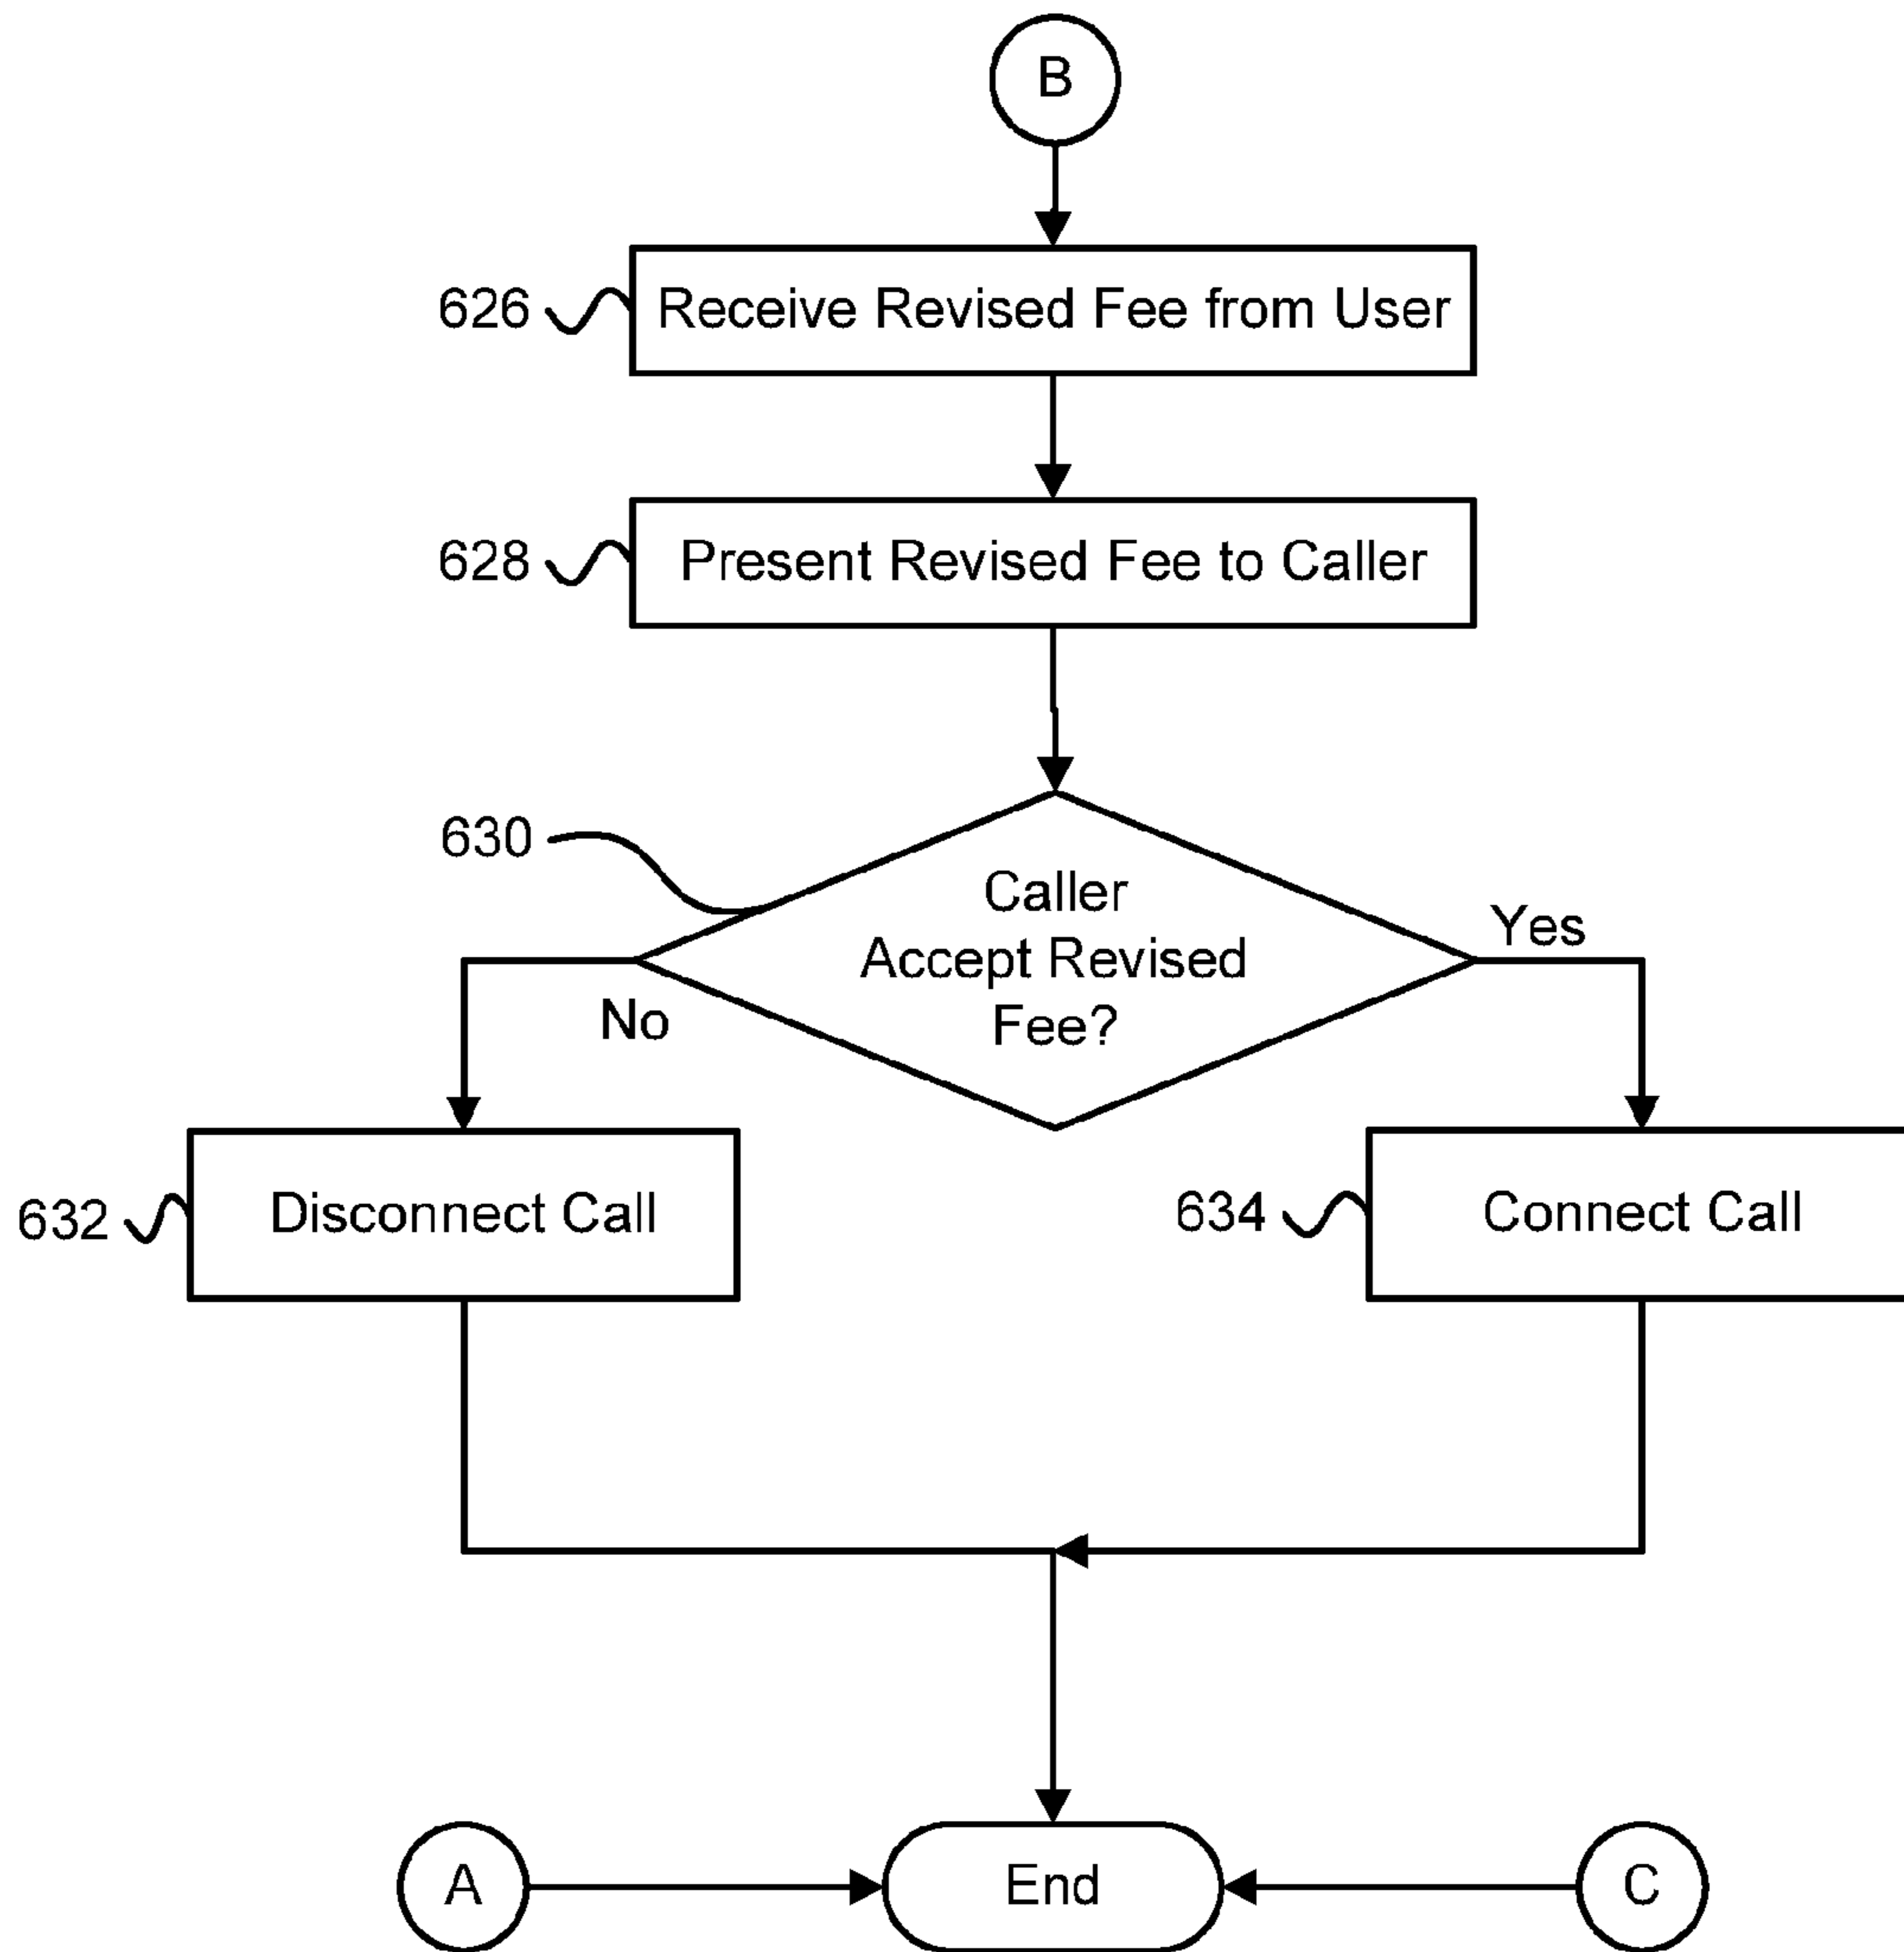 B
626
Receive Revised Fee from User
628
Present Revised Fee to Caller
630
Caller
Accept Revised
Fee?
Yes
No
632
Disconnect Call
634
Connect Call
A
End
C